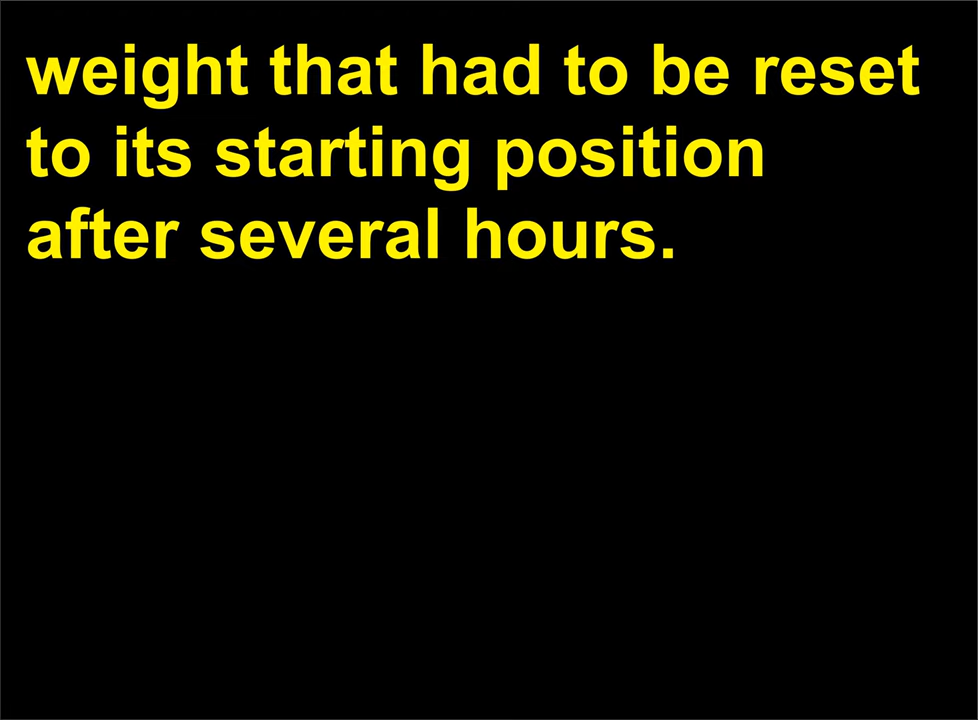 weight that had to be reset
to its starting position
after several hours.